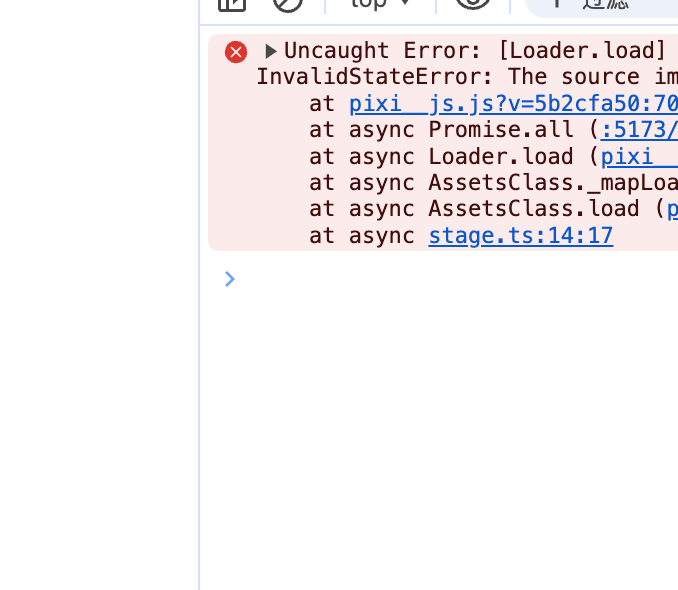 top 过滤
Uncaught Error: [Loader.load]
InvalidStateError: The source im
at pixi__js.js?v=5b2cfa50:70
at async Promise.all (:5173/
at async Loader.load (pixi__
at async AssetsClass._mapLoa
at async AssetsClass.load (p
at async stage.ts:14:17